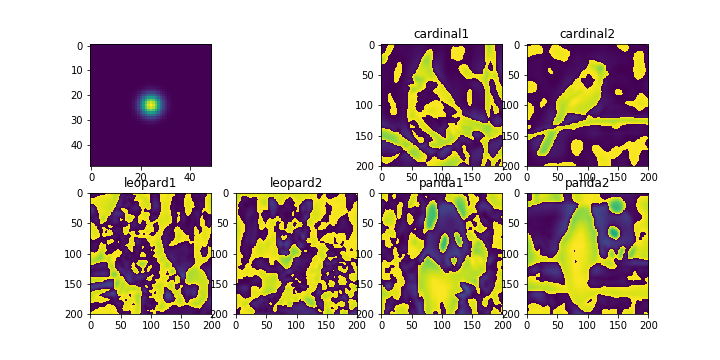 cardinal1 cardinal2
0 0 0
10 50 50
20
30 100 100
40 150 150
200 200
0 20 40 0 50 100 150 200 0 50 100 150 200
leopard1 leopard2 panda1 panda2
0 0 0 0
50 50 50 50
100 100 100 100
150 150 150 150
200 200 200 200
0 50 100 150 200 0 50 100 150 200 0 50 100 150 200 0 50 100 150 200